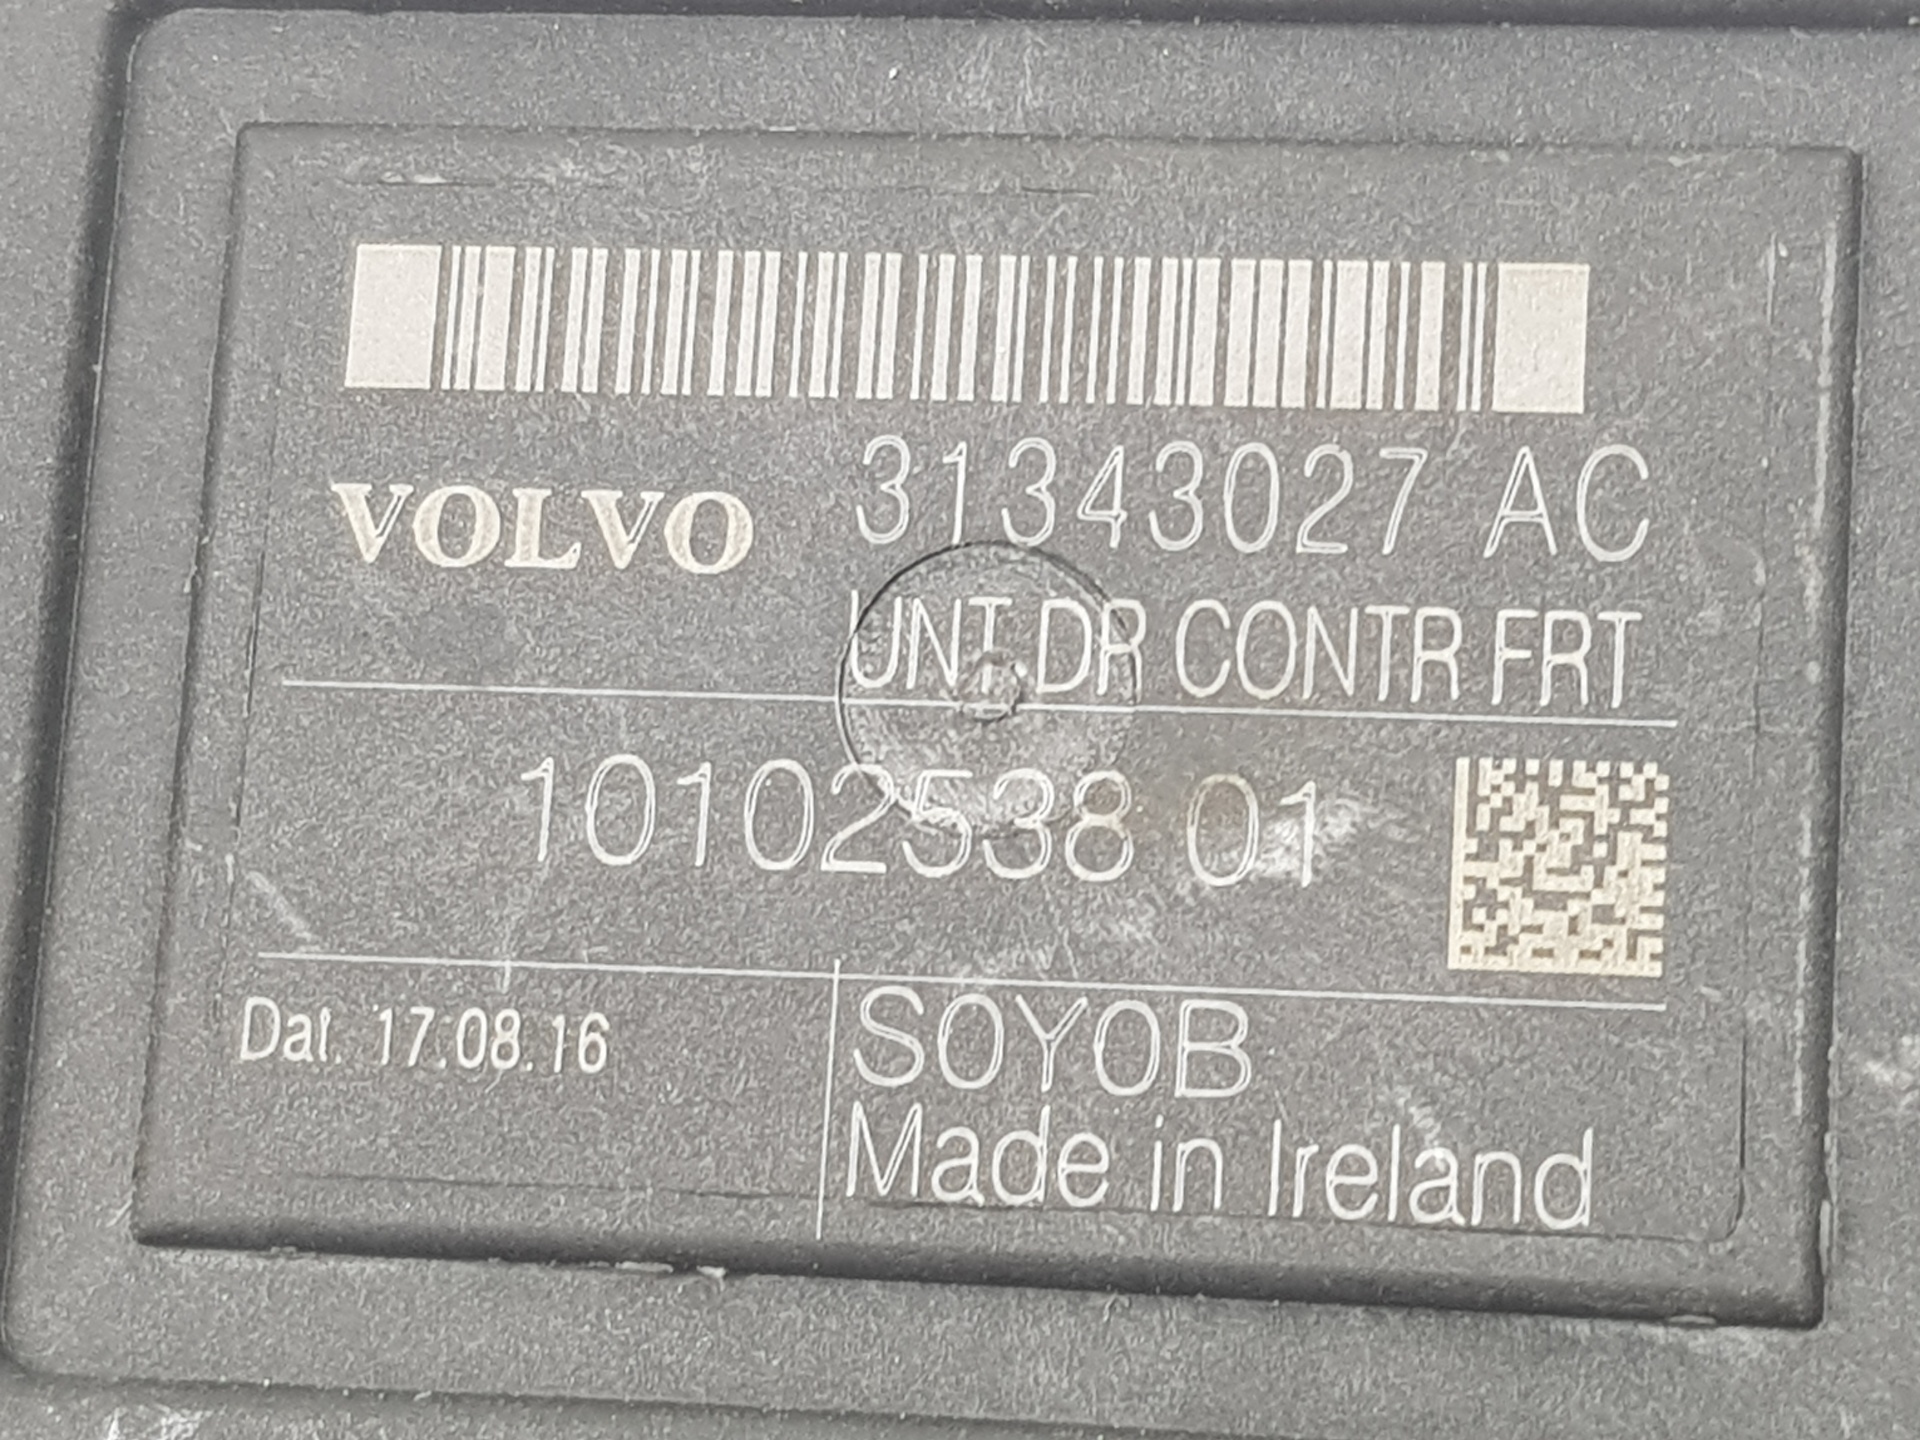 31343027 AC
VOLVO
UNT DR CONTR FRT
10102538 01
Dat. 17.08.16
S0Y0B
Made in Ireland